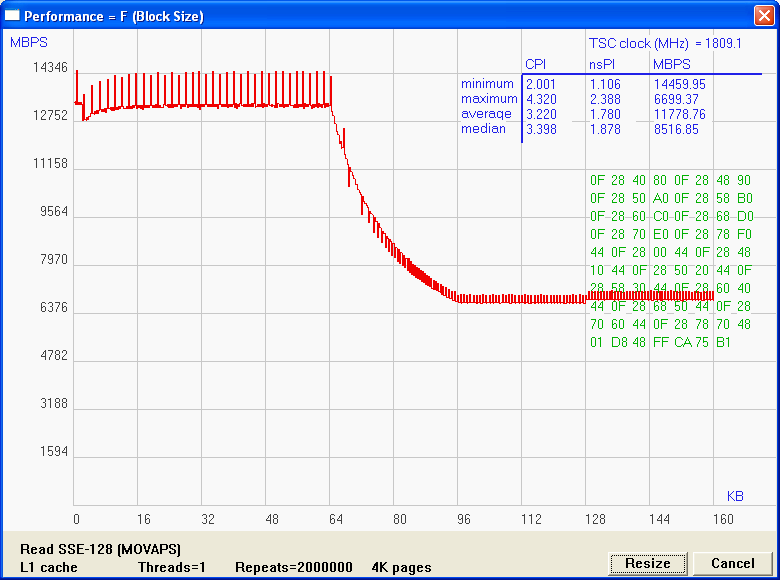 Performance = F (Block Size)
MBPS
TSC clock (MHz) = 1809.1
CPI nsPI MBPS
minimum 2.001 1.106 14459.95
maximum 4.320 2.388 6699.37
average 3.220 1.780 11778.76
median 3.398 1.878 8516.85
14346
12752
11158
9564
7970
6376
4782
3188
1594
0F 28 40 80 0F 28 48 90
0F 28 50 A0 0F 28 58 B0
0F 28 60 C0 0F 28 68 D0
0F 28 70 E0 0F 28 78 F0
44 0F 28 00 44 0F 28 48
10 44 0F 28 50 20 44 0F
28 58 30 44 0F 28 60 40
44 0F 28 68 50 44 0F 28
70 60 44 0F 28 78 70 48
01 D8 48 FF CA 75 B1
KB
0 16 32 48 64 80 96 112 128 144 160
Read SSE-128 (MOVAPS)
L1 cache Threads=1 Repeats=2000000 4K pages
Resize Cancel